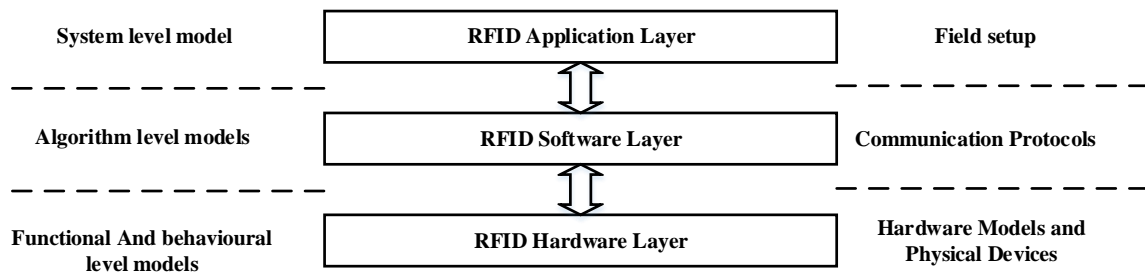 System level model
RFID Application Layer
Field setup
Algorithm level models
RFID Software Layer
Communication Protocols
Functional And behavioural
level models
RFID Hardware Layer
Hardware Models and
Physical Devices